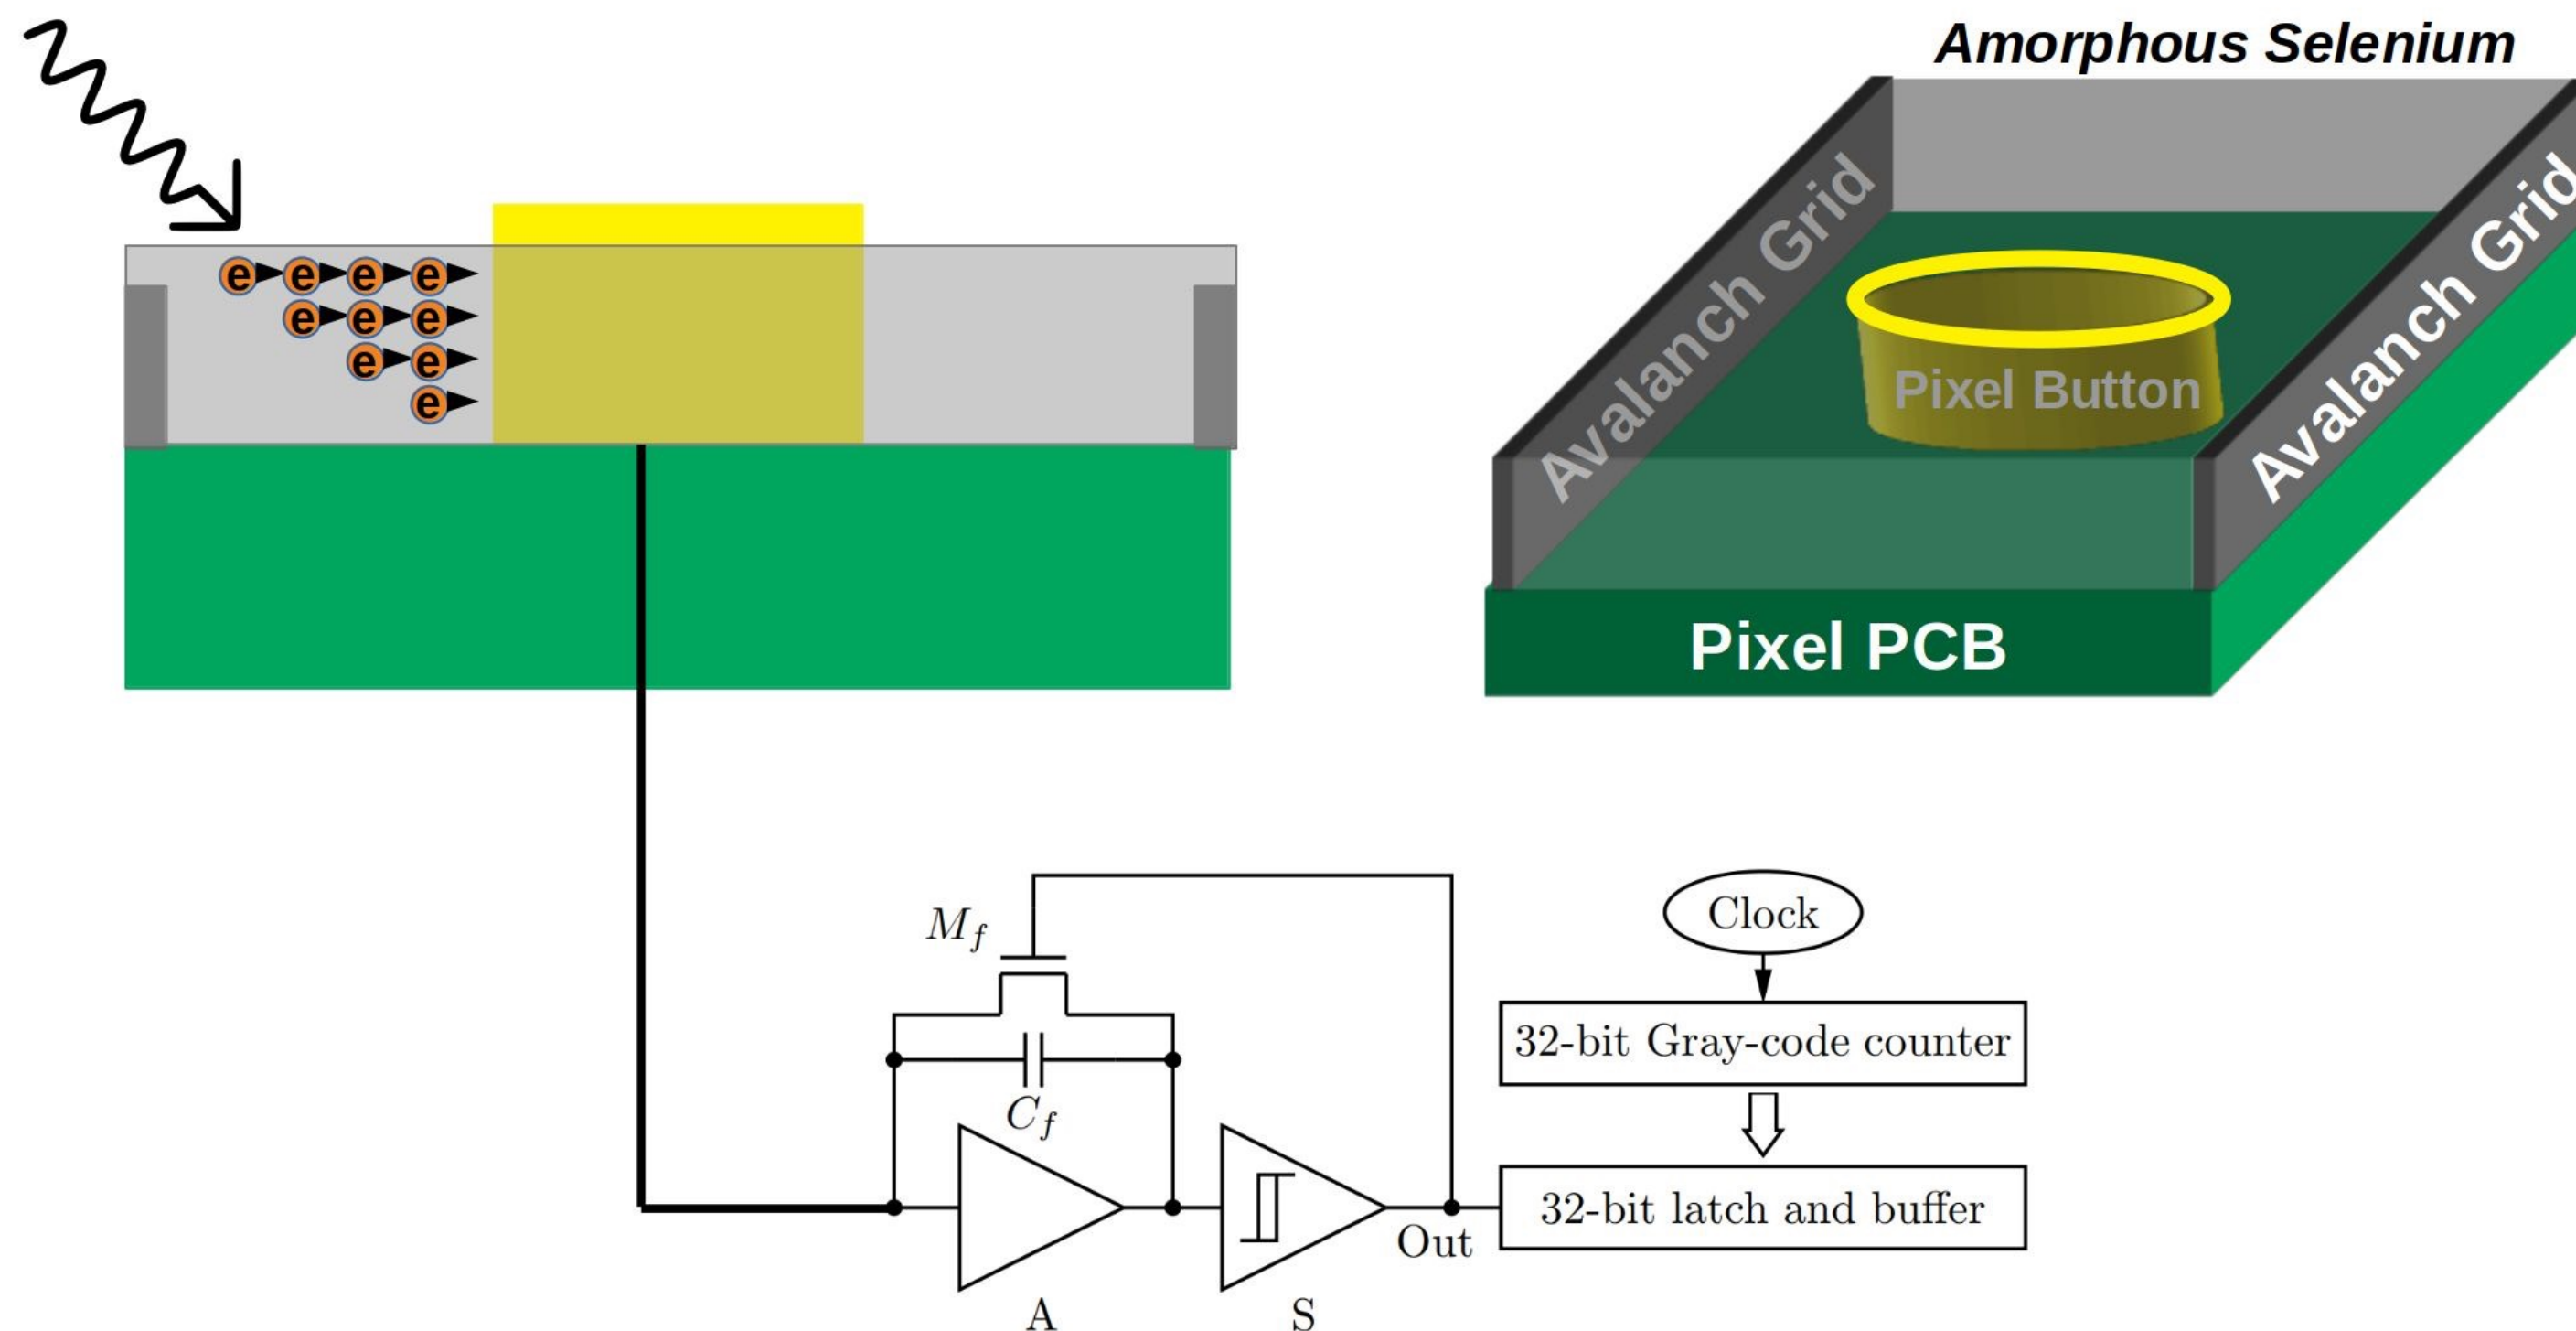 Amorphous Selenium
e e e e
e e e
e e
e
Avalanch Grid
Pixel Button
Avalanch Grid
Pixel PCB
M_f
C_f
A
S
Out
Clock
32-bit Gray-code counter
32-bit latch and buffer